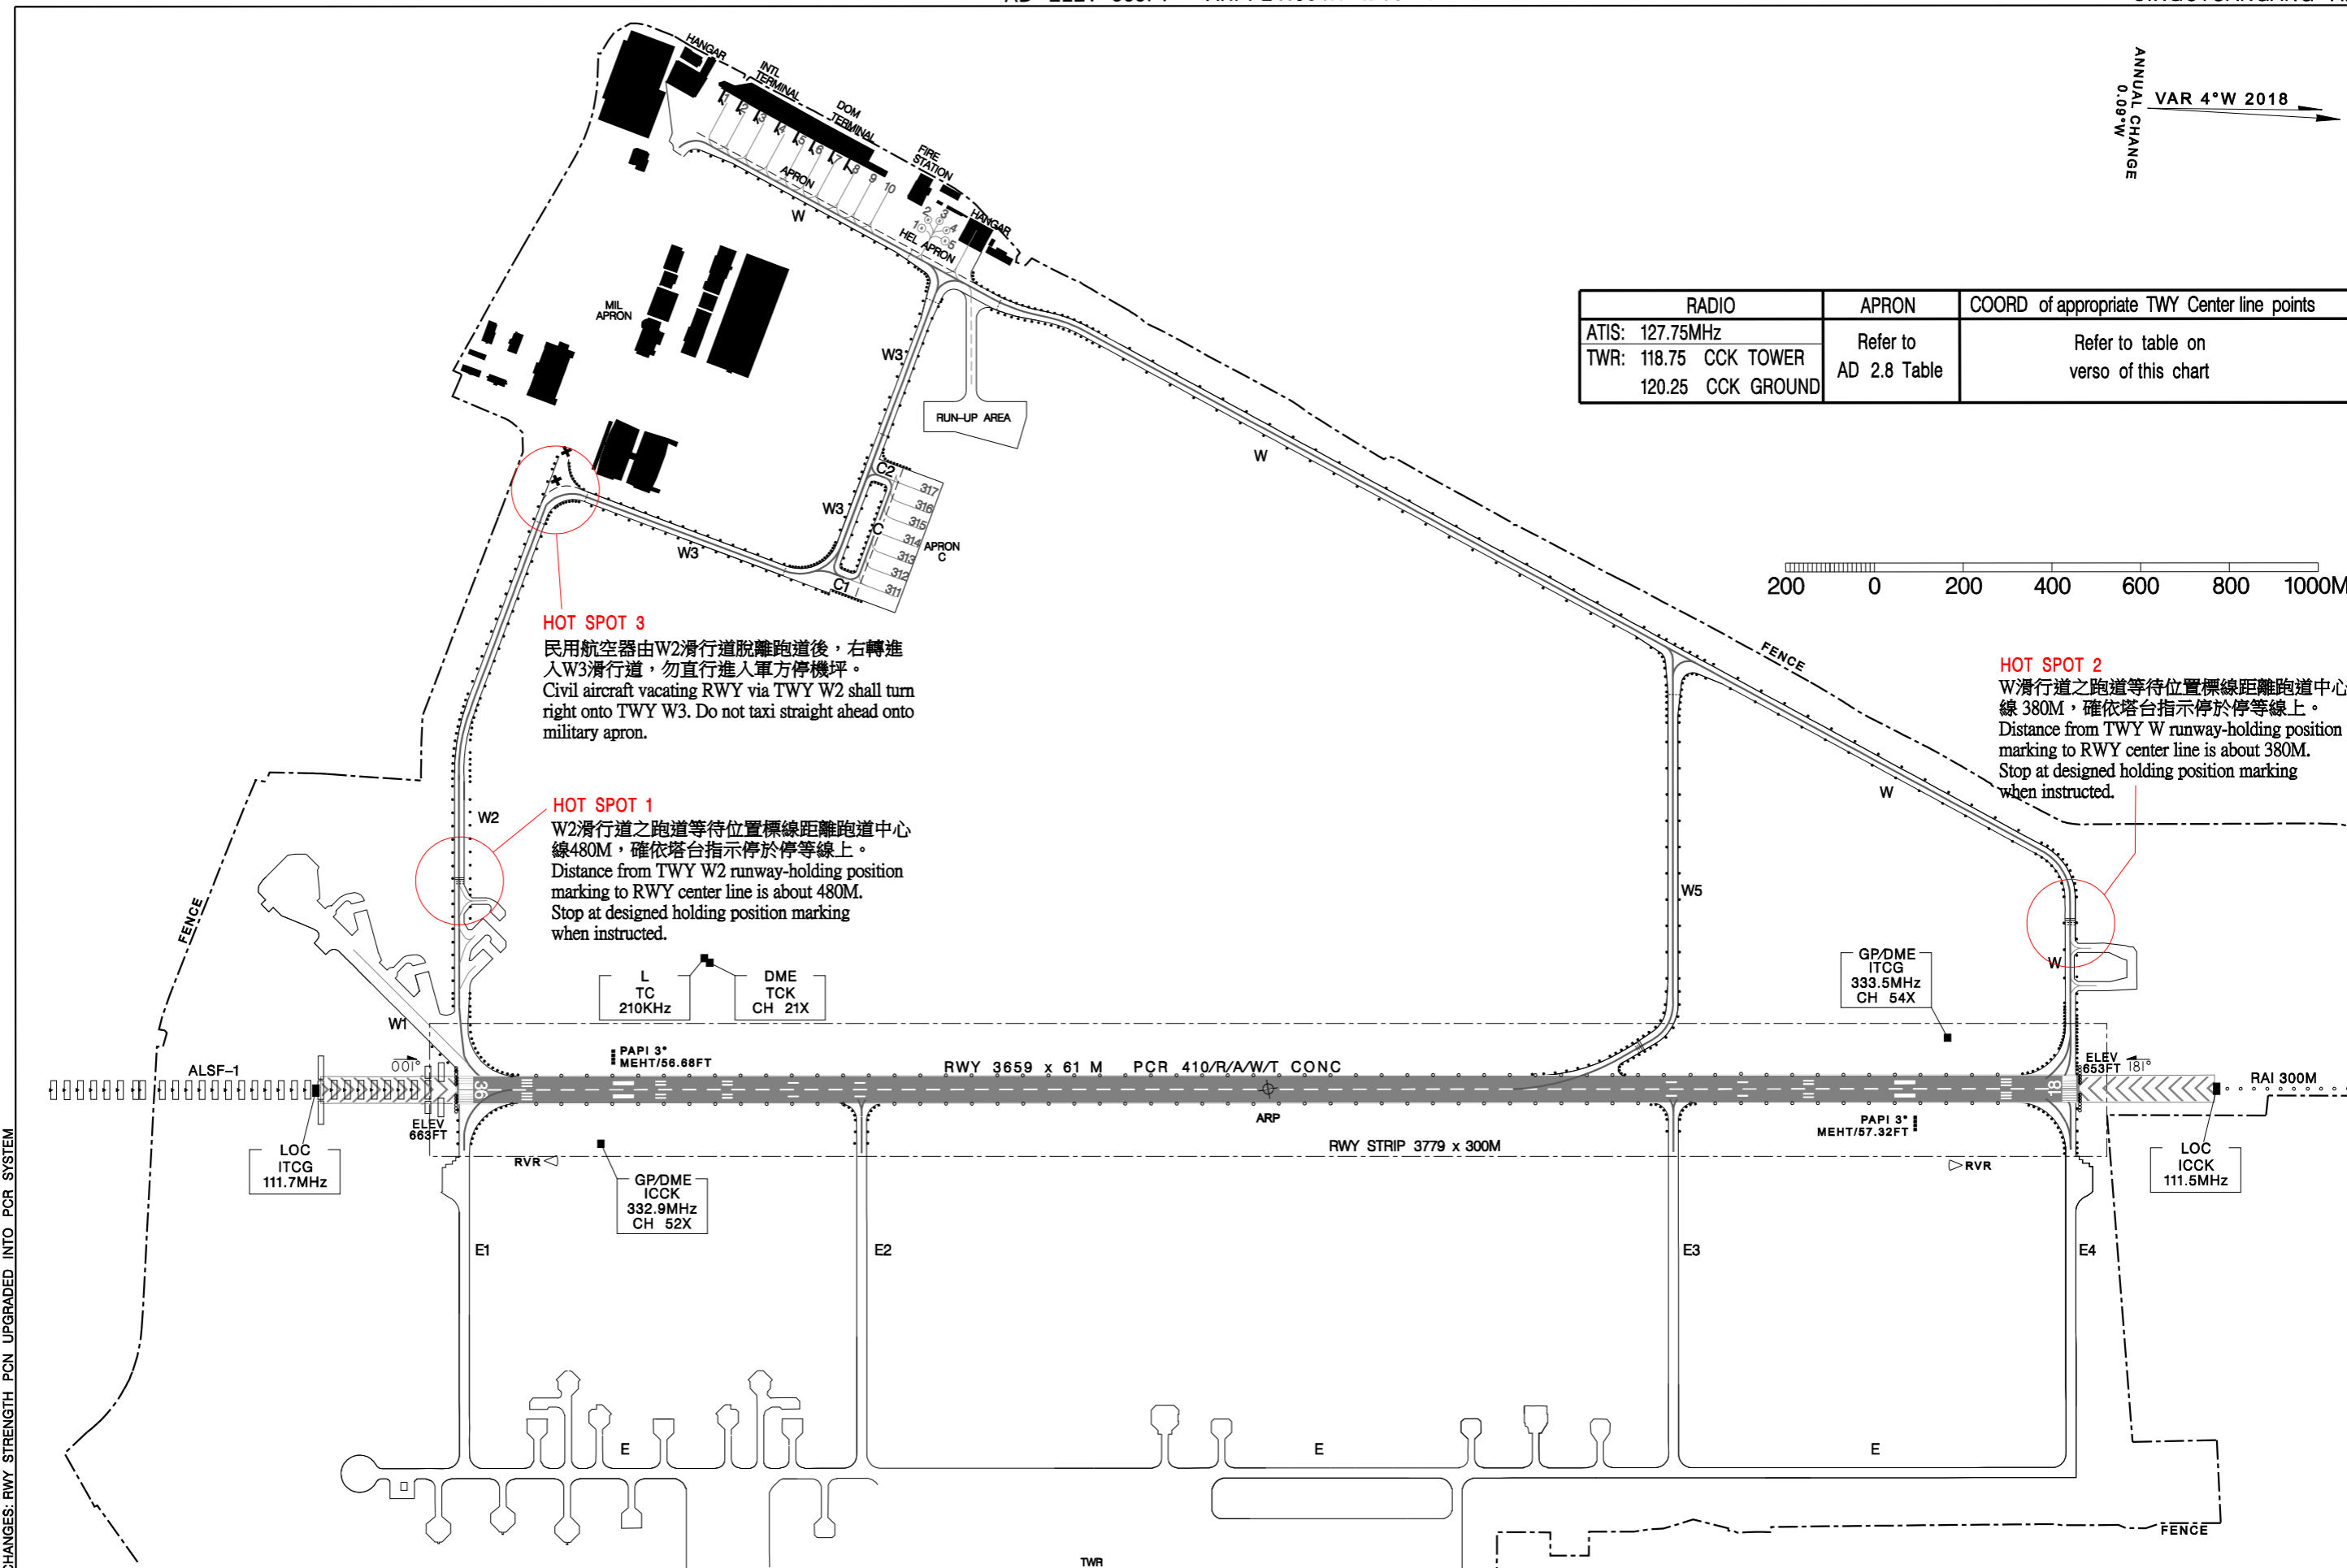 HANGAR
INTL
TERMINAL
DOM
TERMINAL
FIRE
STATION
HANGAR
1
2
3
4
5
6
7
8
9
10
APRON
W
1
2
3
4
5
HEL APRON
ANNUAL CHANGE
0.09°W
VAR 4°W 2018
MIL
APRON
W3
RUN-UP AREA
RADIO
APRON
COORD of appropriate TWY Center line points
ATIS: 127.75MHz
TWR: 118.75 CCK TOWER
120.25 CCK GROUND
Refer to
AD 2.8 Table
Refer to table on
verso of this chart
W
C2
317
316
315
314
313
312
311
W3
C
APRON
C
W3
C1
200 0 200 400 600 800 1000M
HOT SPOT 3
民用航空器由W2滑行道脫離跑道後，右轉進
入W3滑行道，勿直行進入軍方停機坪。
Civil aircraft vacating RWY via TWY W2 shall turn
right onto TWY W3. Do not taxi straight ahead onto
military apron.
FENCE
HOT SPOT 2
W滑行道之跑道等待位置標線距離跑道中心
線 380M，確依塔台指示停於停等線上。
Distance from TWY W runway-holding position
marking to RWY center line is about 380M.
Stop at designed holding position marking
when instructed.
W
W2
HOT SPOT 1
W2滑行道之跑道等待位置標線距離跑道中心
線480M，確依塔台指示停於停等線上。
Distance from TWY W2 runway-holding position
marking to RWY center line is about 480M.
Stop at designed holding position marking
when instructed.
FENCE
W5
W
L
TC
210KHz
DME
TCK
CH 21X
GP/DME
ITCG
333.5MHz
CH 54X
W1
PAPI 3°
MEHT/56.68FT
RWY 3659 x 61 M PCR 410/R/A/W/T CONC
ALSF-1
001°
36
18
ELEV
653FT
181°
RAI 300M
ELEV
663FT
ARP
PAPI 3°
MEHT/57.32FT
RWY STRIP 3779 x 300M
RVR
RVR
LOC
ITCG
111.7MHz
GP/DME
ICCK
332.9MHz
CH 52X
LOC
ICCK
111.5MHz
E1
E2
E3
E4
E
E
E
FENCE
TWR
CHANGES: RWY STRENGTH PCN UPGRADED INTO PCR SYSTEM